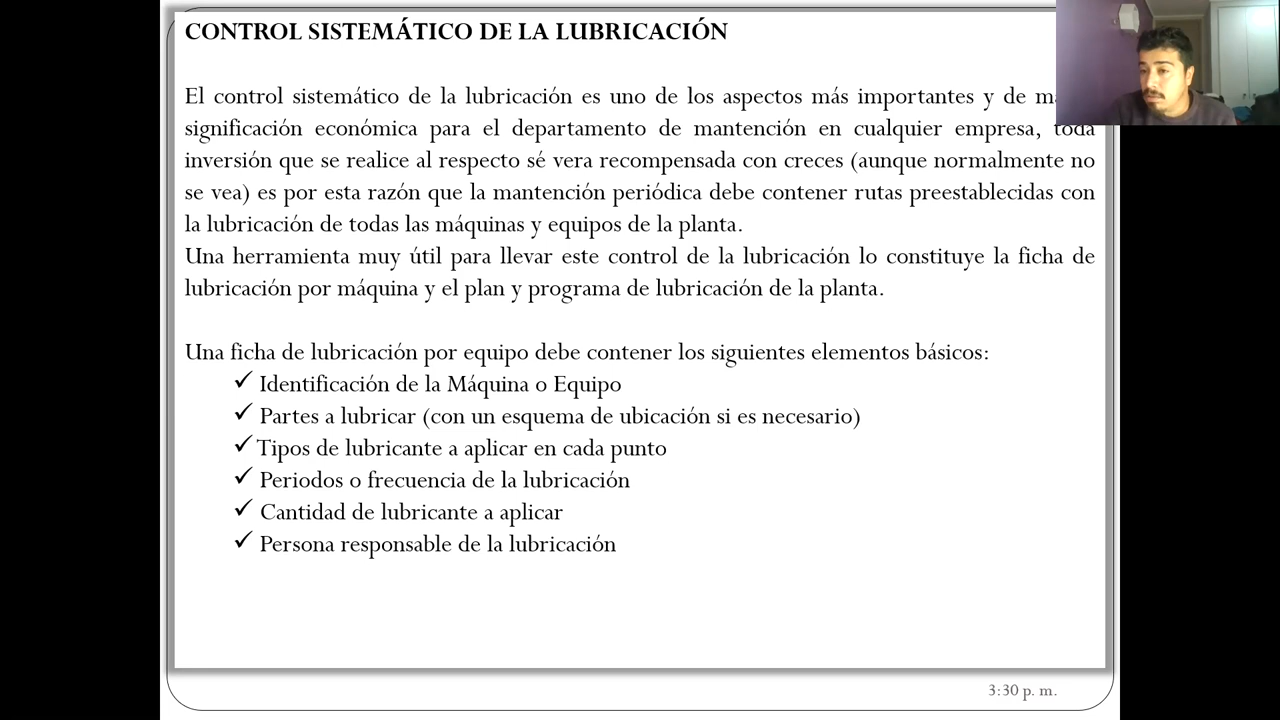 CONTROL SISTEMÁTICO DE LA LUBRICACIÓN
El control sistemático de la lubricación es uno de los aspectos más importantes y de
significación económica para el departamento de mantención en cualquier empresa, toda
inversión que se realice al respecto sé vera recompensada con creces (aunque normalmente no
se vea) es por esta razón que la mantención periódica debe contener rutas preestablecidas con
la lubricación de todas las máquinas y equipos de la planta.
Una herramienta muy útil para llevar este control de la lubricación lo constituye la ficha de
lubricación por máquina y el plan y programa de lubricación de la planta.
Una ficha de lubricación por equipo debe contener los siguientes elementos básicos:
✓ Identificación de la Máquina o Equipo
✓ Partes a lubricar (con un esquema de ubicación si es necesario)
✓ Tipos de lubricante a aplicar en cada punto
✓ Periodos o frecuencia de la lubricación
✓ Cantidad de lubricante a aplicar
✓ Persona responsable de la lubricación
3:30 p. m.